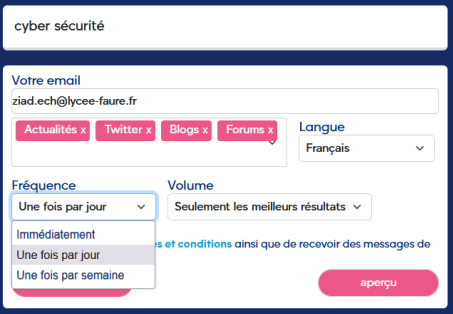 cyber sécurité
Votre email
ziad.ech@lycee-faure.fr
Actualités x Twitter x Blogs x Forums x
Langue
Français
Fréquence Volume
Une fois par jour Seulement les meilleurs résultats
Immédiatement
Une fois par jour
Une fois par semaine
s et conditions ainsi que de recevoir des messages de
aperçu